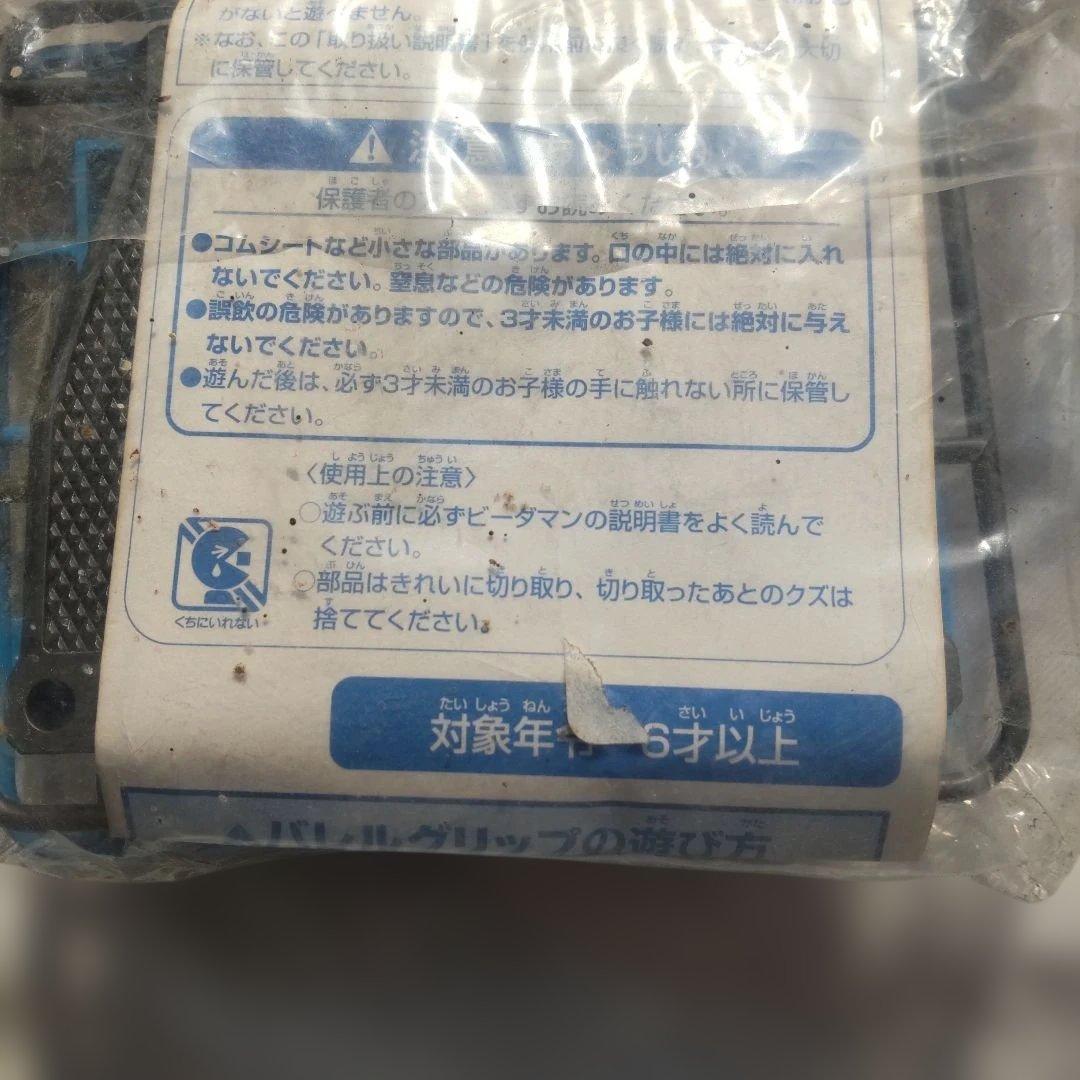 がないと遊べません。
※なお、この「取り扱い説明書」を 大切
に保管してください。
注意
保護者の
●ゴムシートなど小さな部品があります。口の中には絶対に入れ
ないでください。窒息などの危険があります。
●誤飲の危険がありますので、3才未満のお子様には絶対に与え
ないでください。
●遊んだ後は、必ず3才未満のお子様の手に触れない所に保管し
てください。
〈使用上の注意〉
○遊ぶ前に必ずビーダマンの説明書をよく読んで
ください。
○部品はきれいに切り取り、切り取ったあとのクズは
捨ててください。
くちにいれない
対象年 6才以上
バレルグリップの遊び方